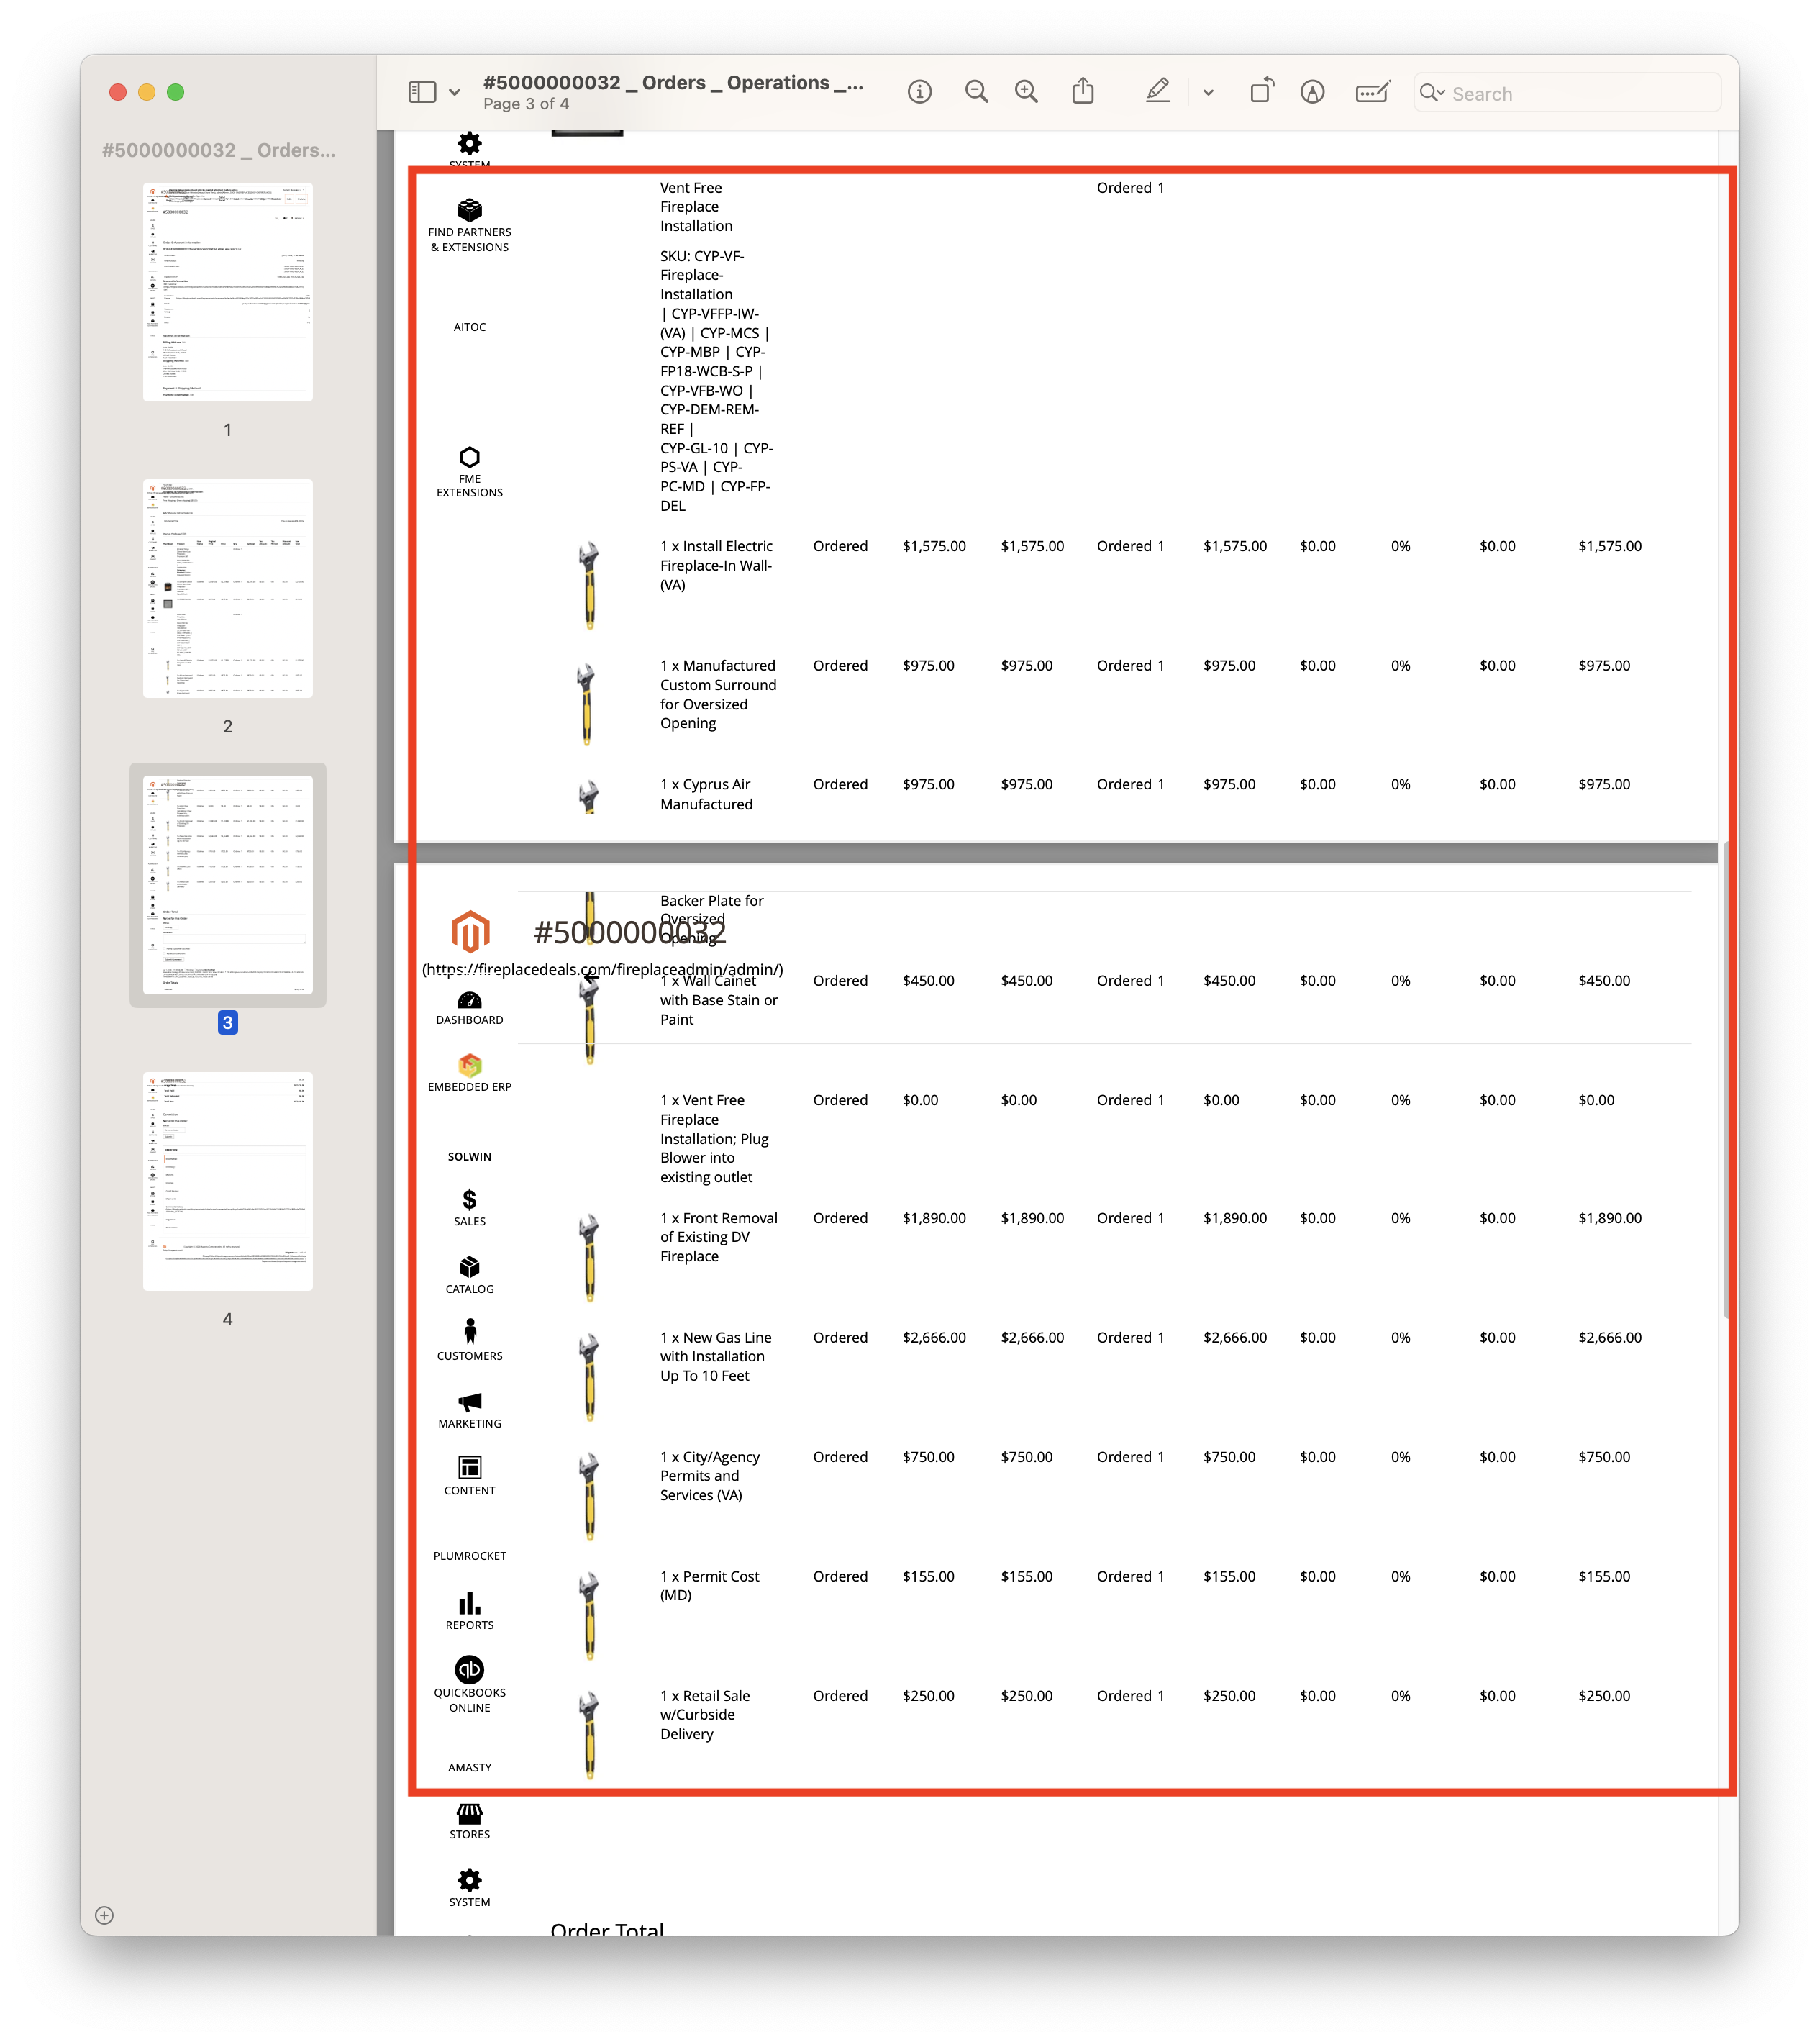 #5000000032 _ Orders _ Operations _...
Page 3 of 4
Search
#5000000032 _ Orders...
1
2
3
4
SYSTEM
FIND PARTNERS
& EXTENSIONS
AITOC
FME
EXTENSIONS
Vent Free
Fireplace
Installation
Ordered 1
SKU: CYP-VF-
Fireplace-
Installation
| CYP-VFFP-IW-
(VA) | CYP-MCS |
CYP-MBP | CYP-
FP18-WCB-S-P |
CYP-VFB-WO |
CYP-DEM-REM-
REF |
CYP-GL-10 | CYP-
PS-VA | CYP-
PC-MD | CYP-FP-
DEL
1 x Install Electric Ordered $1,575.00 $1,575.00 Ordered 1 $1,575.00 $0.00 0% $0.00 $1,575.00
Fireplace-In Wall-
(VA)
1 x Manufactured Ordered $975.00 $975.00 Ordered 1 $975.00 $0.00 0% $0.00 $975.00
Custom Surround
for Oversized
Opening
1 x Cyprus Air Ordered $975.00 $975.00 Ordered 1 $975.00 $0.00 0% $0.00 $975.00
Manufactured
Backer Plate for
Oversized
Opening
#5000000032
(https://fireplacedeals.com/fireplaceadmin/admin/)
1 x Wall Cainet Ordered $450.00 $450.00 Ordered 1 $450.00 $0.00 0% $0.00 $450.00
with Base Stain or
Paint
1 x Vent Free Ordered $0.00 $0.00 Ordered 1 $0.00 $0.00 0% $0.00 $0.00
Fireplace
Installation; Plug
Blower into
existing outlet
1 x Front Removal Ordered $1,890.00 $1,890.00 Ordered 1 $1,890.00 $0.00 0% $0.00 $1,890.00
of Existing DV
Fireplace
1 x New Gas Line Ordered $2,666.00 $2,666.00 Ordered 1 $2,666.00 $0.00 0% $0.00 $2,666.00
with Installation
Up To 10 Feet
1 x City/Agency Ordered $750.00 $750.00 Ordered 1 $750.00 $0.00 0% $0.00 $750.00
Permits and
Services (VA)
1 x Permit Cost Ordered $155.00 $155.00 Ordered 1 $155.00 $0.00 0% $0.00 $155.00
(MD)
1 x Retail Sale Ordered $250.00 $250.00 Ordered 1 $250.00 $0.00 0% $0.00 $250.00
w/Curbside
Delivery
DASHBOARD
EMBEDDED ERP
SOLWIN
$
SALES
CATALOG
CUSTOMERS
MARKETING
CONTENT
PLUMROCKET
REPORTS
qb
QUICKBOOKS
ONLINE
AMASTY
STORES
SYSTEM
Order Total